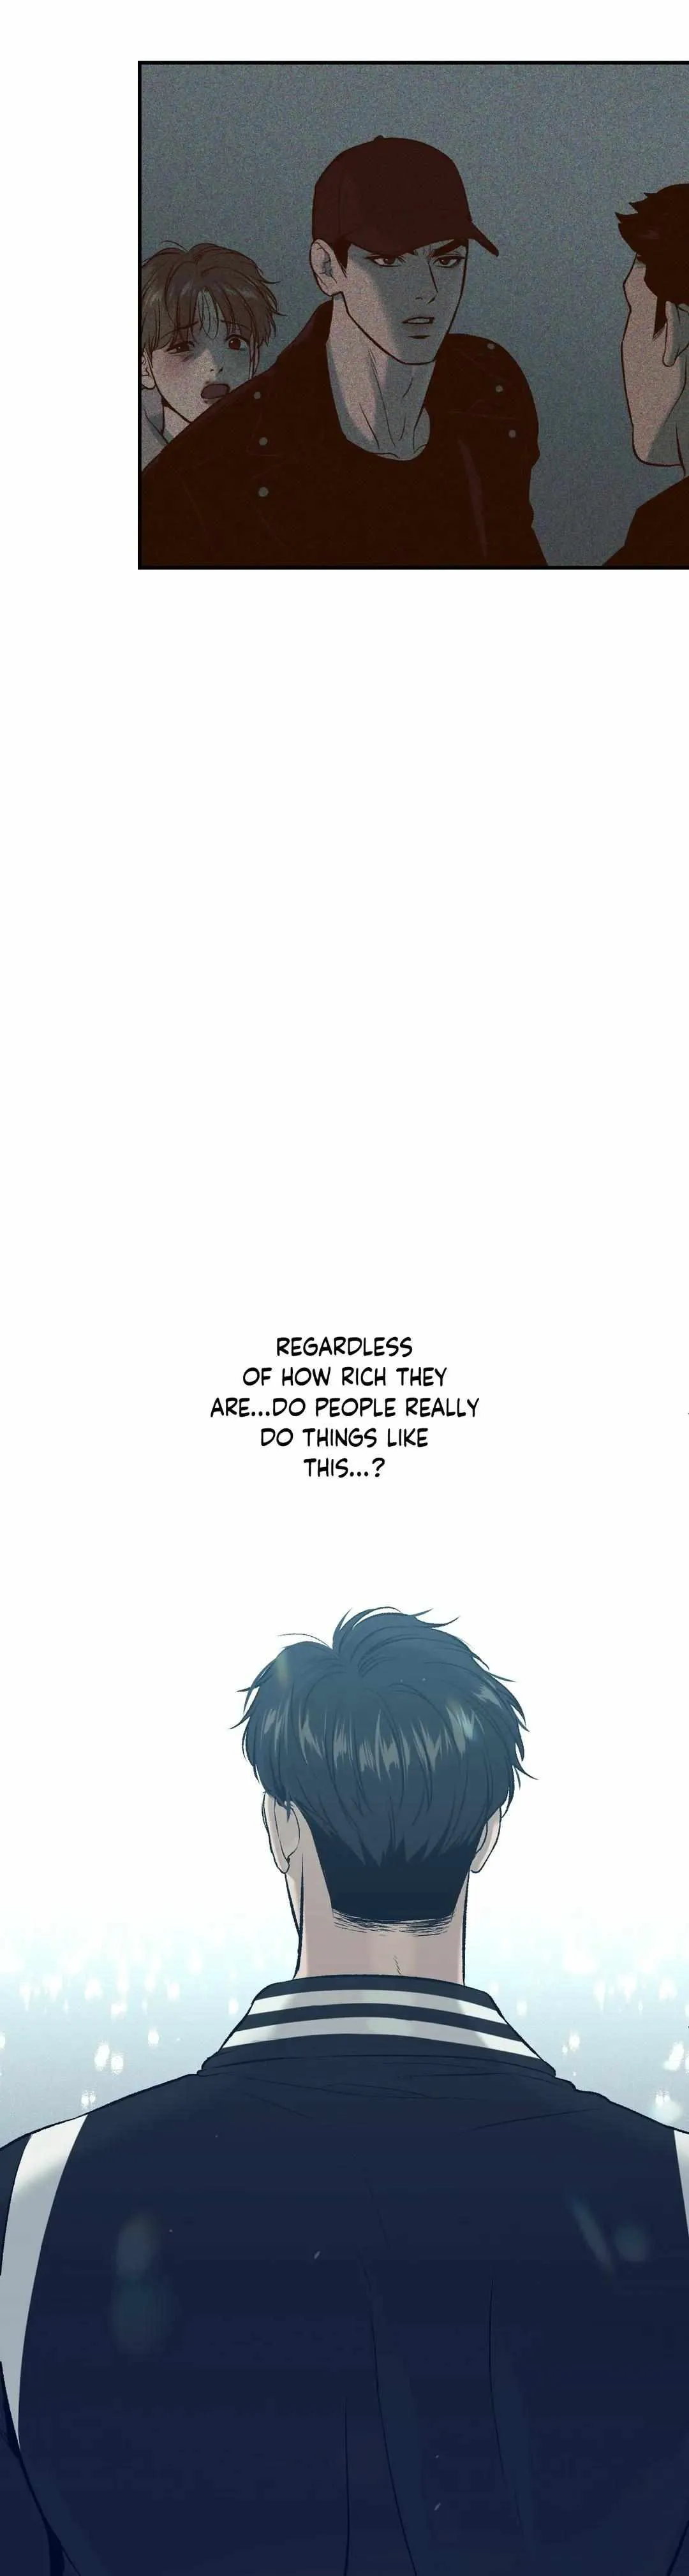 REGARDLESS
OF HOW RICH THEY
ARE...DO PEOPLE REALLY
DO THINGS LIKE
THIS...?